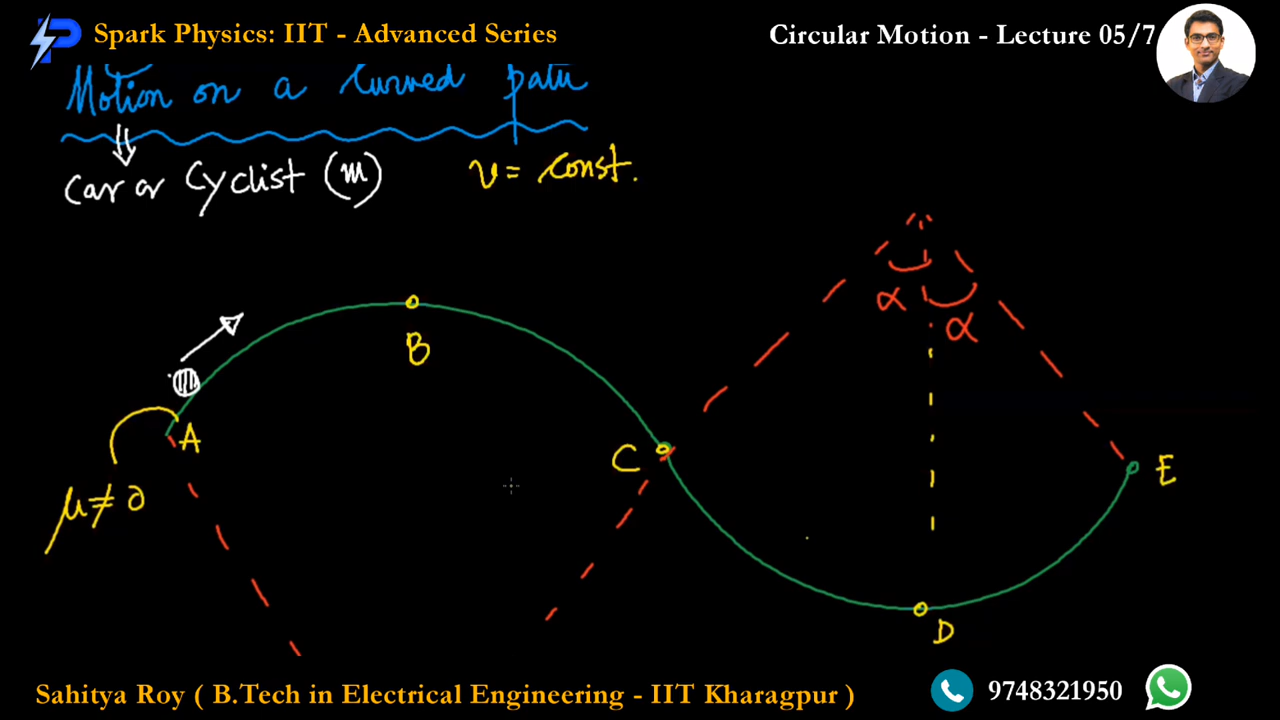 Spark Physics: IIT - Advanced Series
Circular Motion - Lecture 05/7
Motion on a curved path
Car or Cyclist (m)
v = const.
α
α
B
A
C
E
μ ≠ 0
D
Sahitya Roy ( B.Tech in Electrical Engineering - IIT Kharagpur )
9748321950